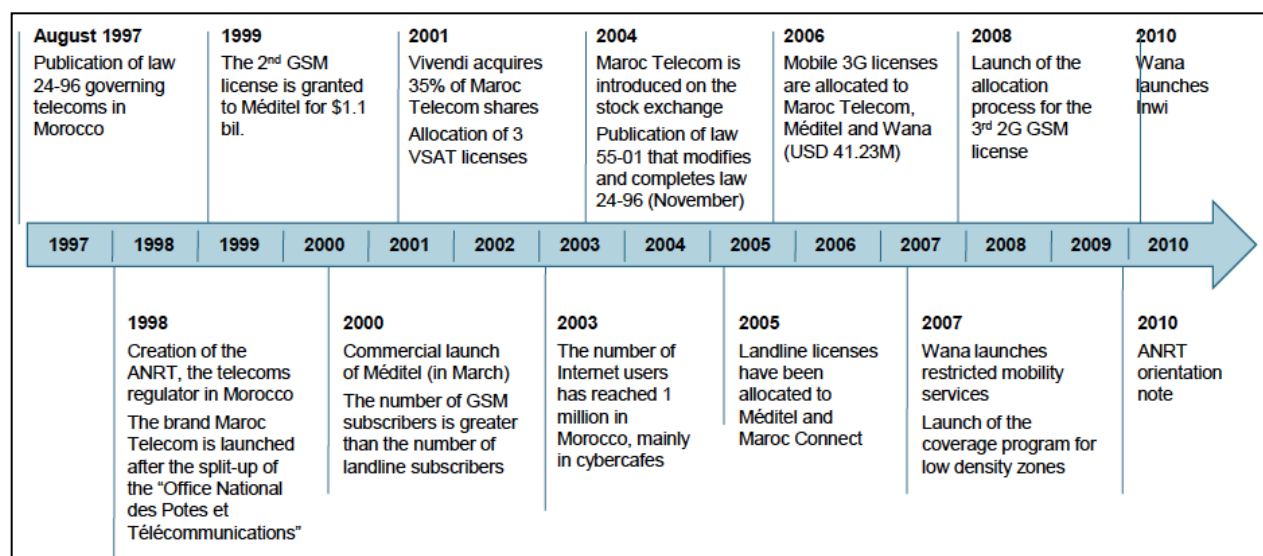 August 1997
Publication of law
24-96 governing
telecoms in
Morocco
1999
The 2nd GSM
license is granted
to Méditel for $1.1
bil.
2001
Vivendi acquires
35% of Maroc
Telecom shares
Allocation of 3
VSAT licenses
2004
Maroc Telecom is
introduced on the
stock exchange
Publication of law
55-01 that modifies
and completes law
24-96 (November)
2006
Mobile 3G licenses
are allocated to
Maroc Telecom,
Méditel and Wana
(USD 41.23M)
2008
Launch of the
allocation
process for the
3rd 2G GSM
license
2010
Wana
launches
Inwi
1997 1998 1999 2000 2001 2002 2003 2004 2005 2006 2007 2008 2009 2010
1998
Creation of the
ANRT, the telecoms
regulator in Morocco
The brand Maroc
Telecom is launched
after the split-up of
the “Office National
des Potes et
Télécommunications”
2000
Commercial launch
of Méditel (in March)
The number of GSM
subscribers is greater
than the number of
landline subscribers
2003
The number of
Internet users
has reached 1
million in
Morocco, mainly
in cybercafes
2005
Landline licenses
have been
allocated to
Méditel and
Maroc Connect
2007
Wana launches
restricted mobility
services
Launch of the
coverage program for
low density zones
2010
ANRT
orientation
note